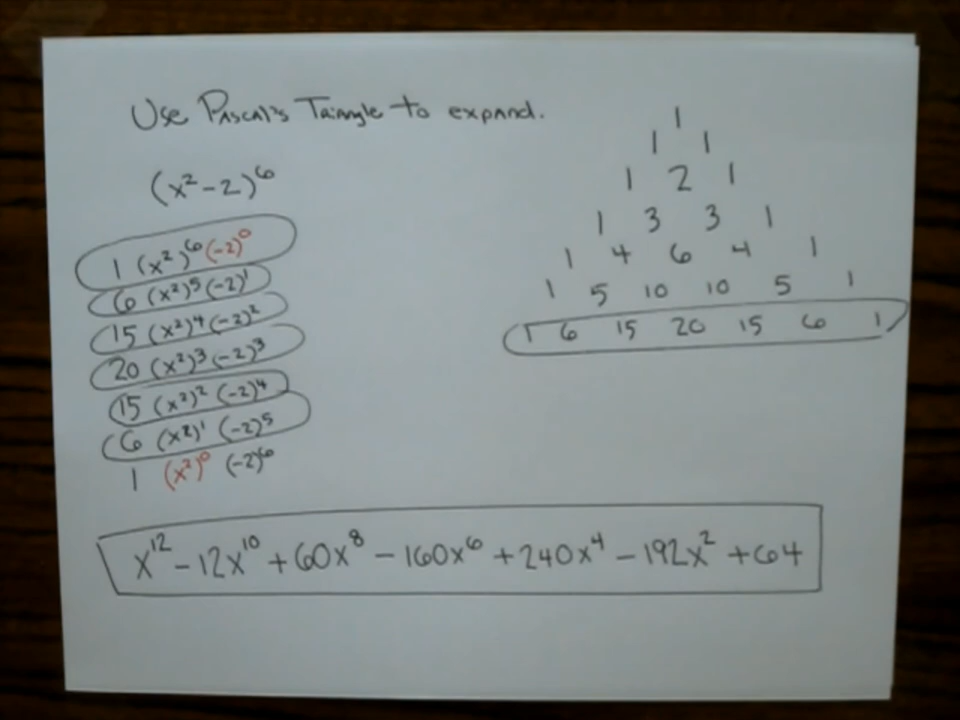 Use Pascal's Triangle to expand.
(x²-2)⁶
1 (x²)⁶(-2)⁰
6 (x²)⁵(-2)¹
15 (x²)⁴(-2)²
20 (x²)³(-2)³
15 (x²)² (-2)⁴
6 (x²)¹ (-2)⁵
1 (x²)⁰ (-2)⁶
1
1 1
1 2 1
1 3 3 1
1 4 6 4 1
1 5 10 10 5 1
1 6 15 20 15 6 1
x¹² - 12x¹⁰ + 60x⁸ - 160x⁶ + 240x⁴ - 192x² + 64